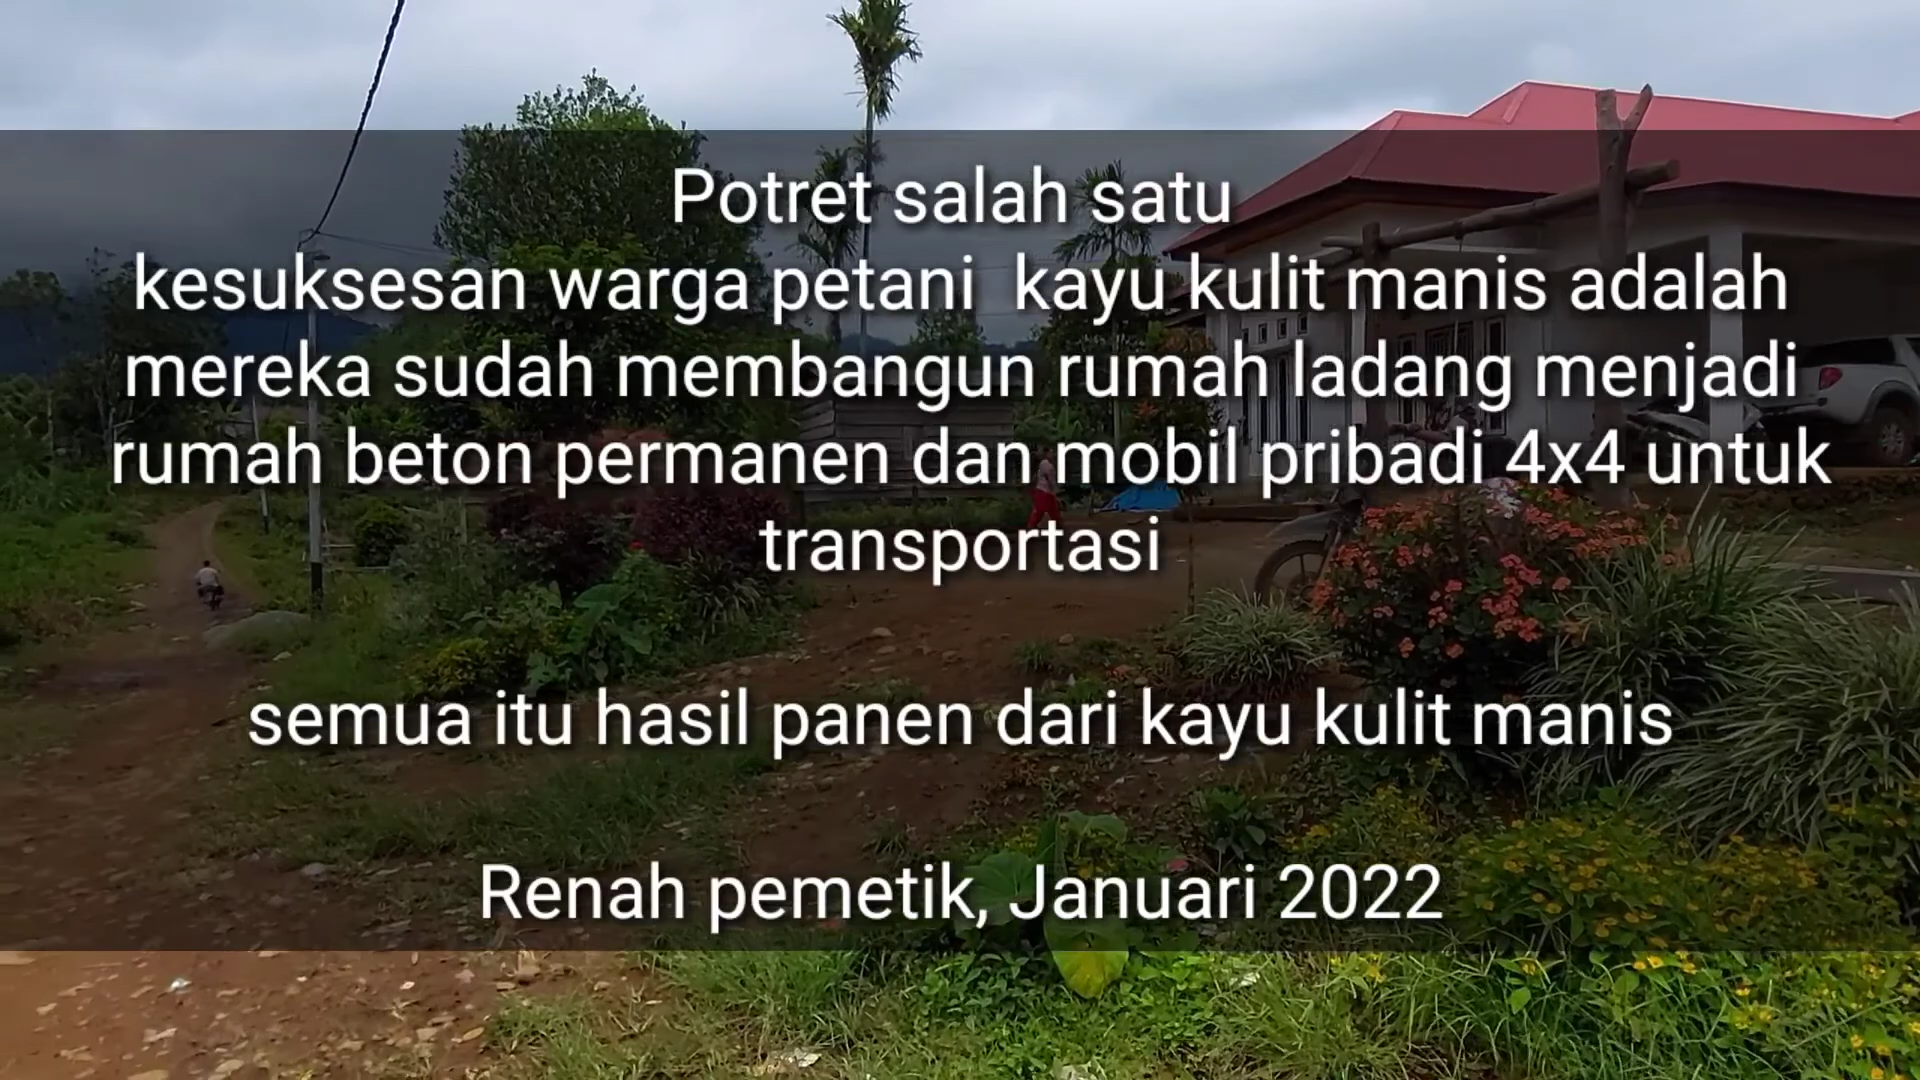 Potret salah satu
kesuksesan warga petani  kayu kulit manis adalah
mereka sudah membangun rumah ladang menjadi
rumah beton permanen dan mobil pribadi 4x4 untuk
transportasi
semua itu hasil panen dari kayu kulit manis
Renah pemetik, Januari 2022